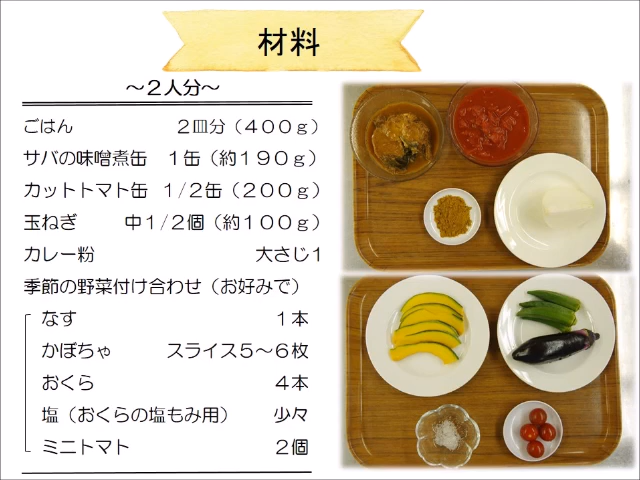 材料
～２人分～
ごはん　２皿分（４００ｇ）
サバの味噌煮缶　１缶（約１９０ｇ）
カットトマト缶　１/２缶（２００ｇ）
玉ねぎ　中１/２個（約１００ｇ）
カレー粉　大さじ１
季節の野菜付け合わせ（お好みで）
なす　１本
かぼちゃ　スライス５～６枚
おくら　４本
塩（おくらの塩もみ用）　少々
ミニトマト　２個